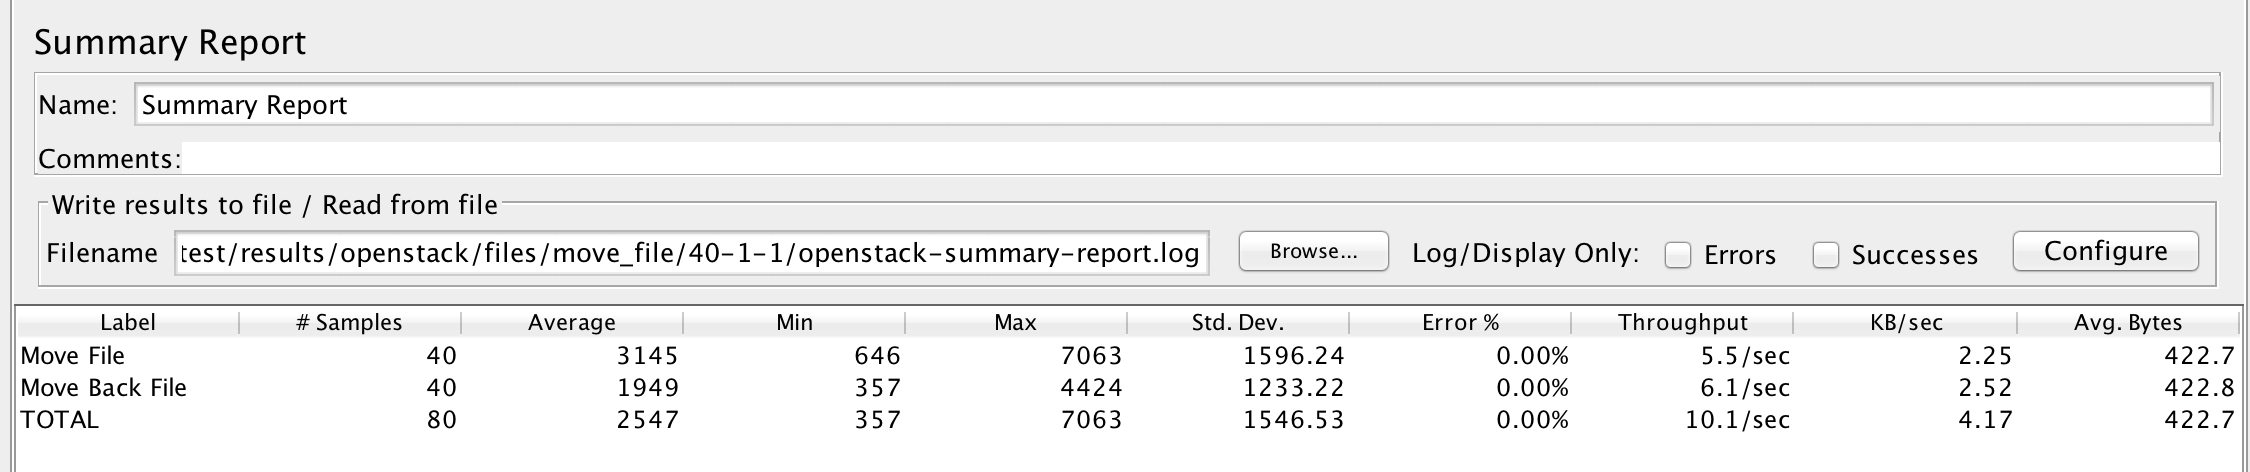 Summary Report
Name: Summary Report
Comments:
Write results to file / Read from file
Filename test/results/openstack/files/move_file/40-1-1/openstack-summary-report.log Browse... Log/Display Only: Errors Successes Configure
Label # Samples Average Min Max Std. Dev. Error % Throughput KB/sec Avg. Bytes
Move File 40 3145 646 7063 1596.24 0.00% 5.5/sec 2.25 422.7
Move Back File 40 1949 357 4424 1233.22 0.00% 6.1/sec 2.52 422.8
TOTAL 80 2547 357 7063 1546.53 0.00% 10.1/sec 4.17 422.7